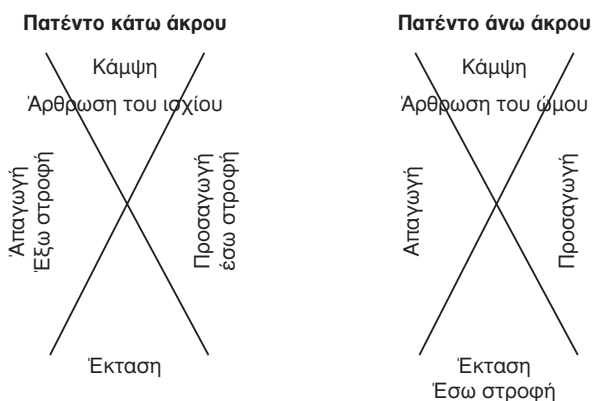 Πατέντο κάτω άκρου
Κάμψη
Άρθρωση του ισχίου
Άπαγωγή
Έξω στροφή
Προσαγωγή
έσω στροφή
Έκταση
Πατέντο άνω άκρου
Κάμψη
Άρθρωση του ώμου
Απαγωγή
Προσαγωγή
Έκταση
Έσω στροφή